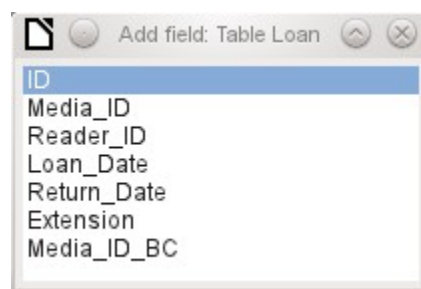 Add field: Table Loan
ID
Media_ID
Reader_ID
Loan_Date
Return_Date
Extension
Media_ID_BC